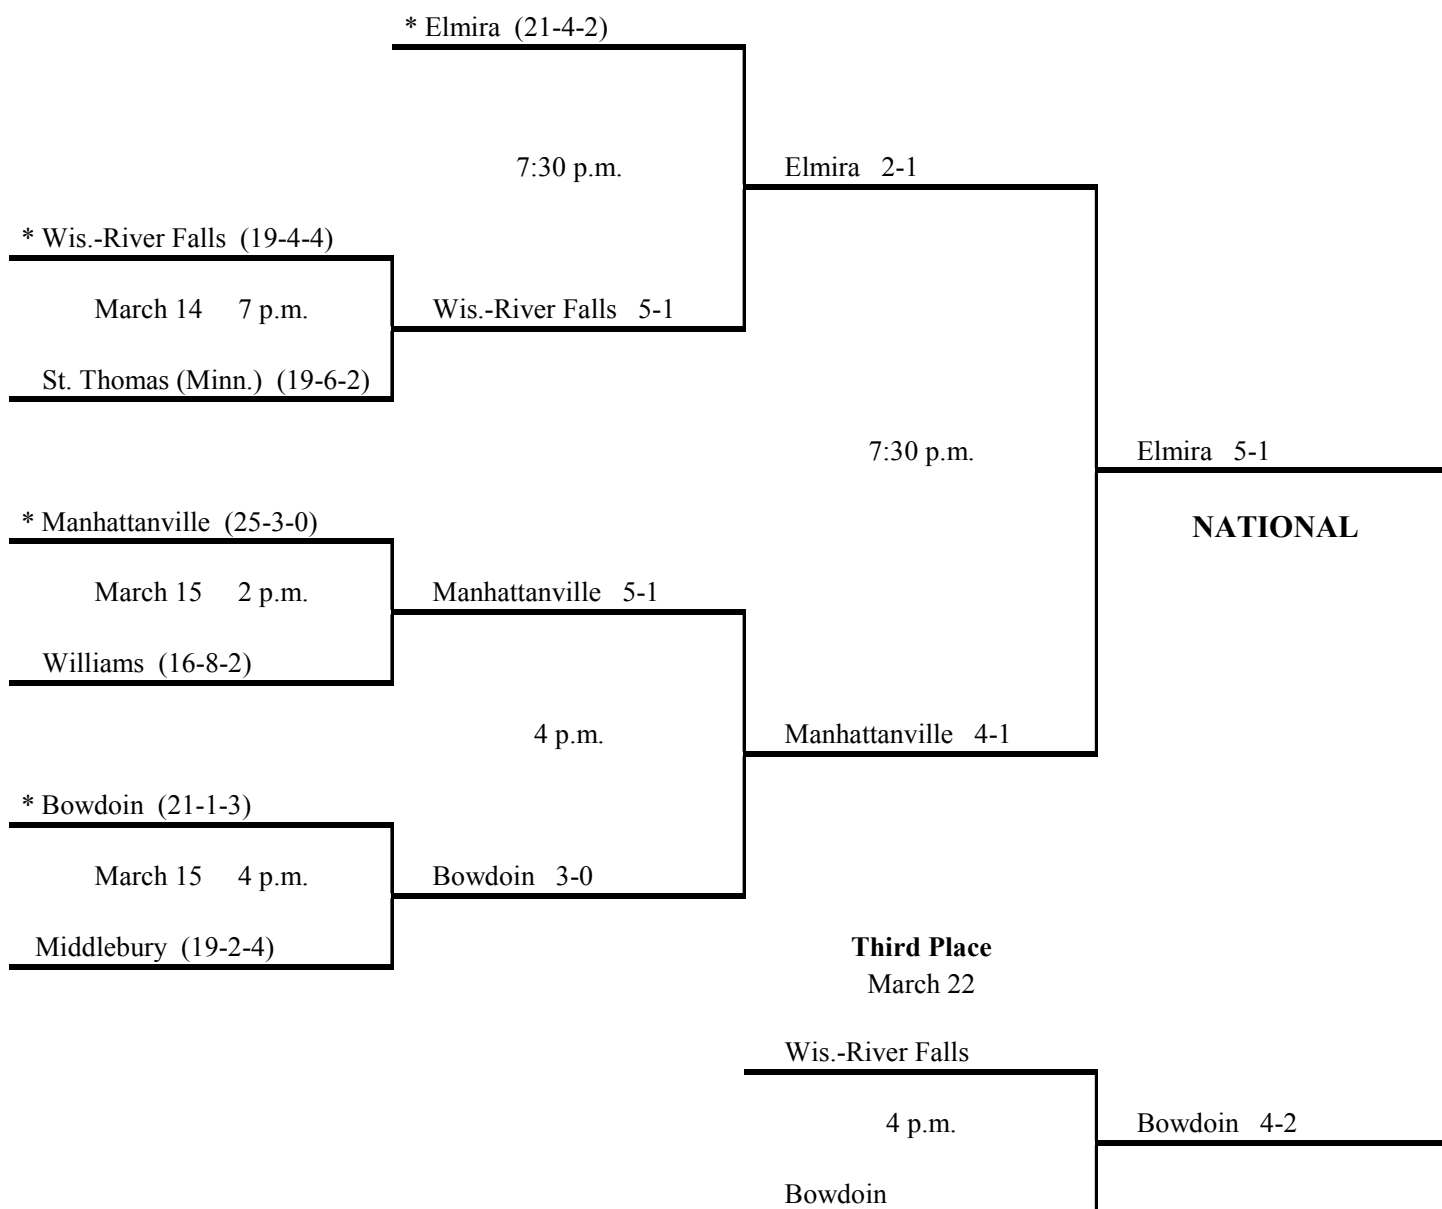 * Elmira (21-4-2)
7:30 p.m.
Elmira 2-1
* Wis.-River Falls (19-4-4)
March 14 7 p.m.
Wis.-River Falls 5-1
St. Thomas (Minn.) (19-6-2)
7:30 p.m.
Elmira 5-1
* Manhattanville (25-3-0)
NATIONAL
March 15 2 p.m.
Manhattanville 5-1
Williams (16-8-2)
4 p.m.
Manhattanville 4-1
* Bowdoin (21-1-3)
March 15 4 p.m.
Bowdoin 3-0
Middlebury (19-2-4)
Third Place
March 22
Wis.-River Falls
4 p.m.
Bowdoin 4-2
Bowdoin